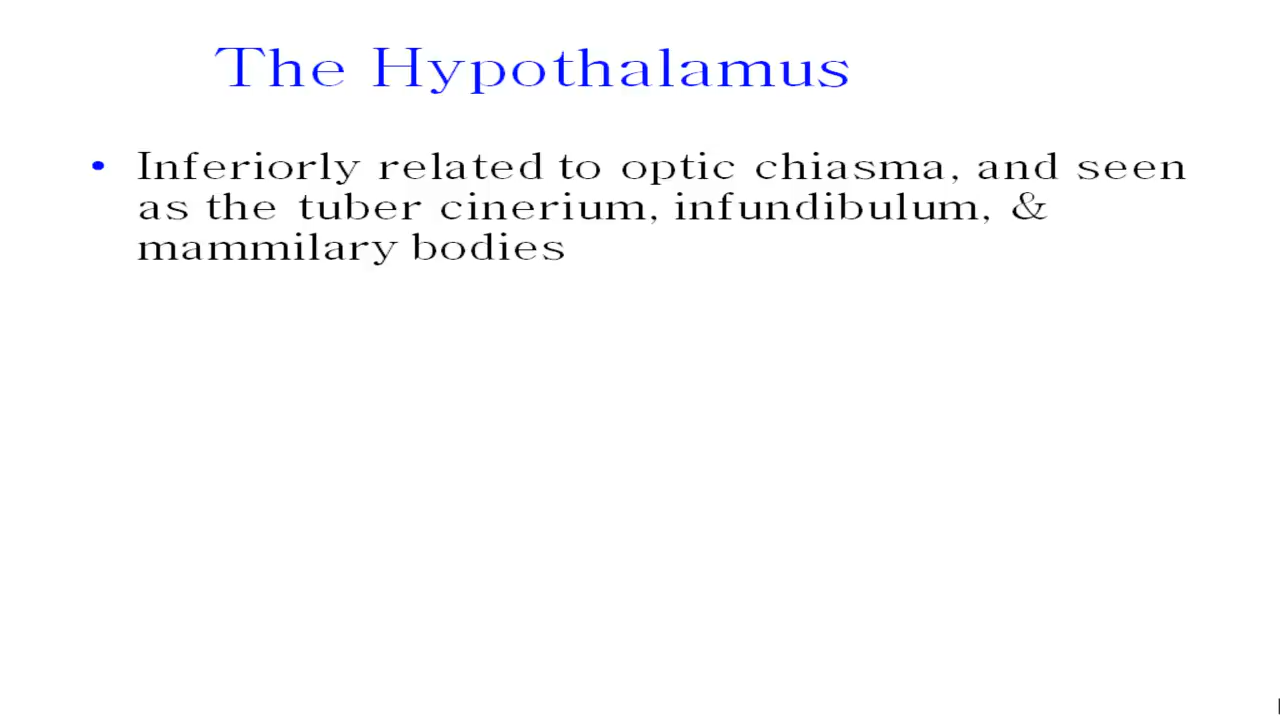 The Hypothalamus
• Inferiorly related to optic chiasma, and seen
as the tuber cinerium, infundibulum, &
mammilary bodies